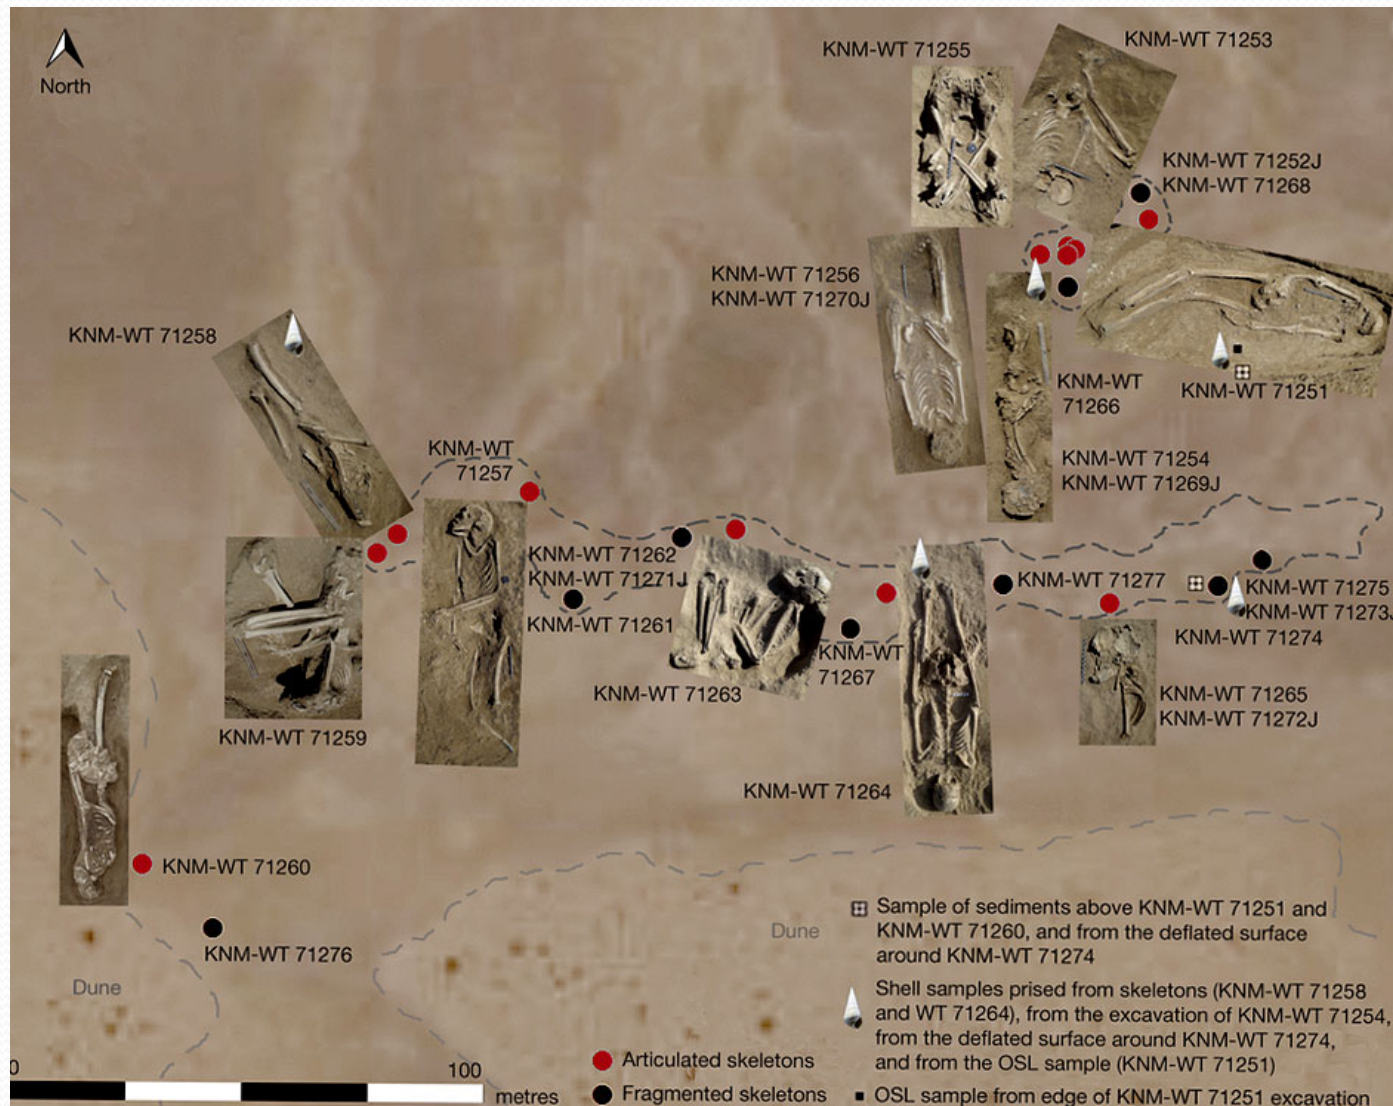 North
KNM-WT 71255
KNM-WT 71253
KNM-WT 71252J
KNM-WT 71268
KNM-WT 71256
KNM-WT 71270J
KNM-WT 71258
KNM-WT
71266
KNM-WT 71251
KNM-WT
71257
KNM-WT 71254
KNM-WT 71269J
KNM-WT 71262
KNM-WT 71271J
KNM-WT 71261
KNM-WT 71277
KNM-WT 71275
KNM-WT 71273J
KNM-WT 71274
KNM-WT
71267
KNM-WT 71263
KNM-WT 71265
KNM-WT 71272J
KNM-WT 71259
KNM-WT 71264
KNM-WT 71260
KNM-WT 71276
Dune
Dune
Sample of sediments above KNM-WT 71251 and
KNM-WT 71260, and from the deflated surface
around KNM-WT 71274
Shell samples prised from skeletons (KNM-WT 71258
and WT 71264), from the excavation of KNM-WT 71254,
from the deflated surface around KNM-WT 71274,
and from the OSL sample (KNM-WT 71251)
OSL sample from edge of KNM-WT 71251 excavation
Articulated skeletons
Fragmented skeletons
0
100
metres